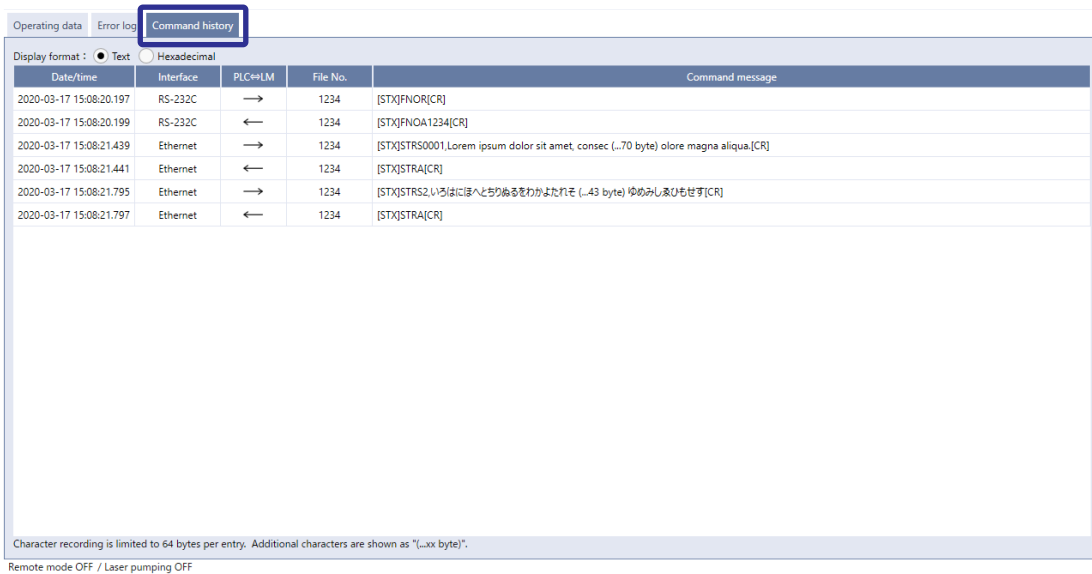 Operating data Error log Command history
Display format： Text Hexadecimal
Date/time Interface PLC⇔LM File No. Command message
2020-03-17 15:08:20.197 RS-232C → 1234 [STX]FNOR[CR]
2020-03-17 15:08:20.199 RS-232C ← 1234 [STX]FNOA1234[CR]
2020-03-17 15:08:21.439 Ethernet → 1234 [STX]STRS0001,Lorem ipsum dolor sit amet, consec (...70 byte) olore magna aliqua.[CR]
2020-03-17 15:08:21.441 Ethernet ← 1234 [STX]STRA[CR]
2020-03-17 15:08:21.795 Ethernet → 1234 [STX]STRS2,いろはにほへとちりぬるをわかよたれそ (...43 byte) ゆめみしゑひもせす[CR]
2020-03-17 15:08:21.797 Ethernet ← 1234 [STX]STRA[CR]
Character recording is limited to 64 bytes per entry. Additional characters are shown as "(...xx byte)".
Remote mode OFF / Laser pumping OFF